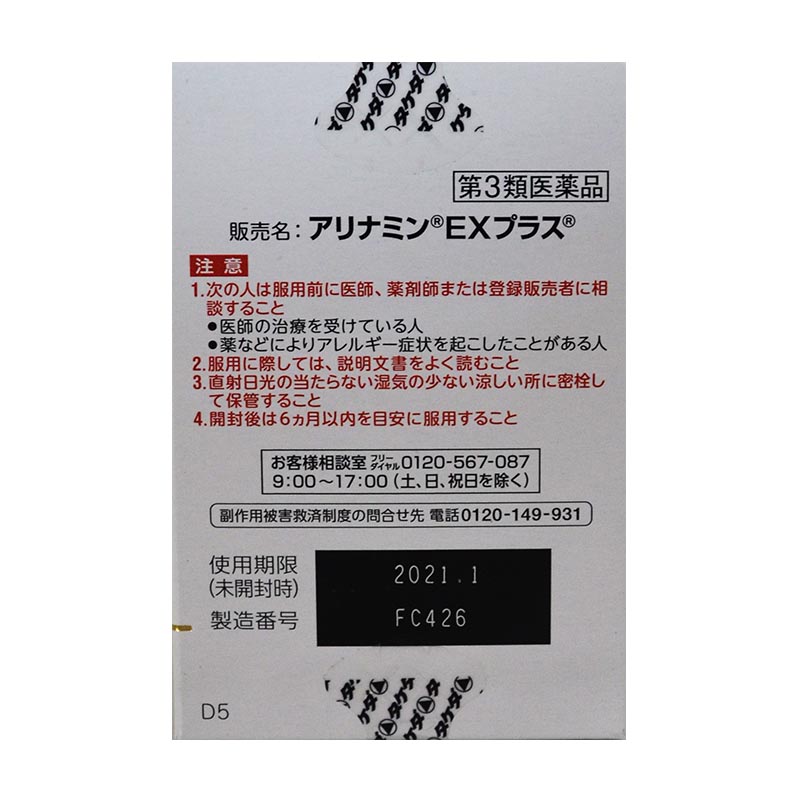 タケダ タケダ タケダ
第3類医薬品
販売名：アリナミン®EXプラス®
注意
1.次の人は服用前に医師、薬剤師または登録販売者に相
談すること
●医師の治療を受けている人
●薬などによりアレルギー症状を起こしたことがある人
2.服用に際しては、説明文書をよく読むこと
3.直射日光の当たらない湿気の少ない涼しい所に密栓し
て保管すること
4.開封後は6ヵ月以内を目安に服用すること
お客様相談室 フリーダイヤル 0120-567-087
9:00～17:00（土、日、祝日を除く）
副作用被害救済制度の問合せ先 電話0120-149-931
使用期限 2021.1
(未開封時)
製造番号 FC426
タケダ タケダ タケダ
D5